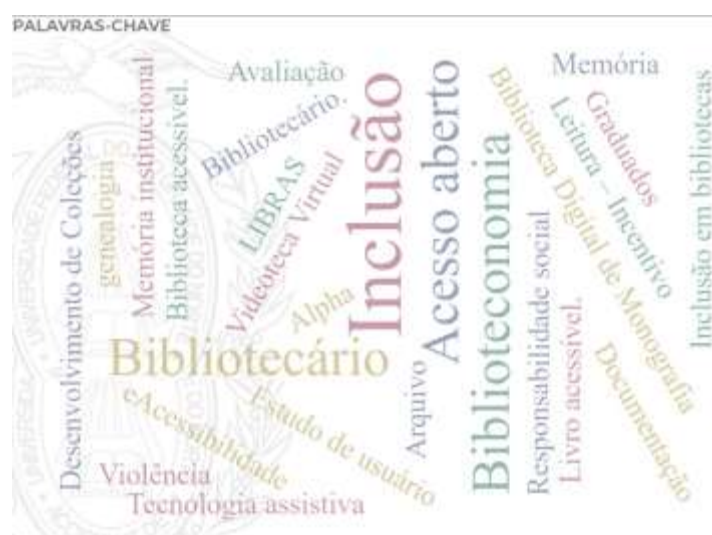 PALAVRAS-CHAVE
Avaliação
Memória
Bibliotecário.
Inclusão
Acesso aberto
Biblioteca Digital de Monografia
Leitura – Incentivo
Graduados
Inclusão em bibliotecas
Desenvolvimento de Coleções
genealogia
Memória institucional
Biblioteca acessível.
LIBRAS
Videoteca Virtual
Alpha
Biblioteconomia
Responsabilidade social
Livro acessível.
Documentação
Bibliotecário
Arquivo
eAcessibilidade
Estudo de usuário
Violência
Tecnologia assistiva